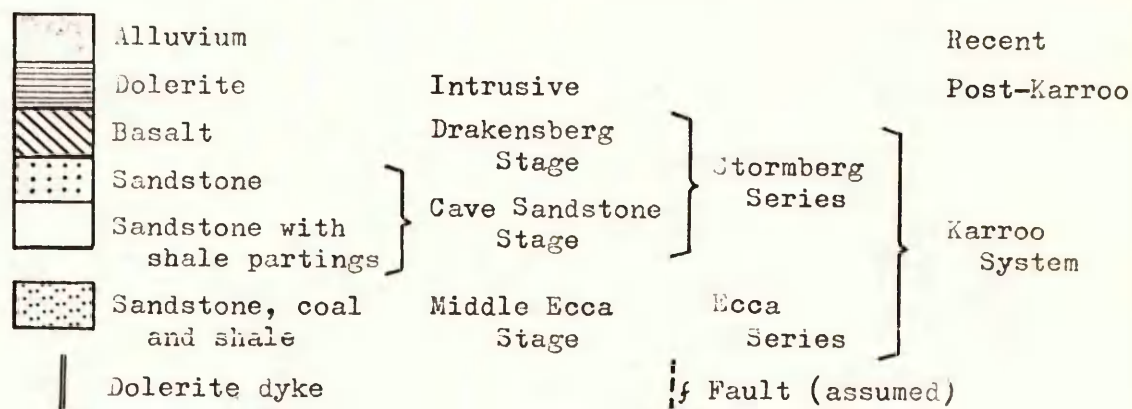 Alluvium Recent
Dolerite Intrusive Post-Karroo
Basalt Drakensberg
Stage
Sandstone Stormberg
Series
Cave Sandstone
Stage
Sandstone with
shale partings
Karroo
System
Sandstone, coal
and shale
Middle Ecca
Stage
Ecca
Series
Dolerite dyke f Fault (assumed)